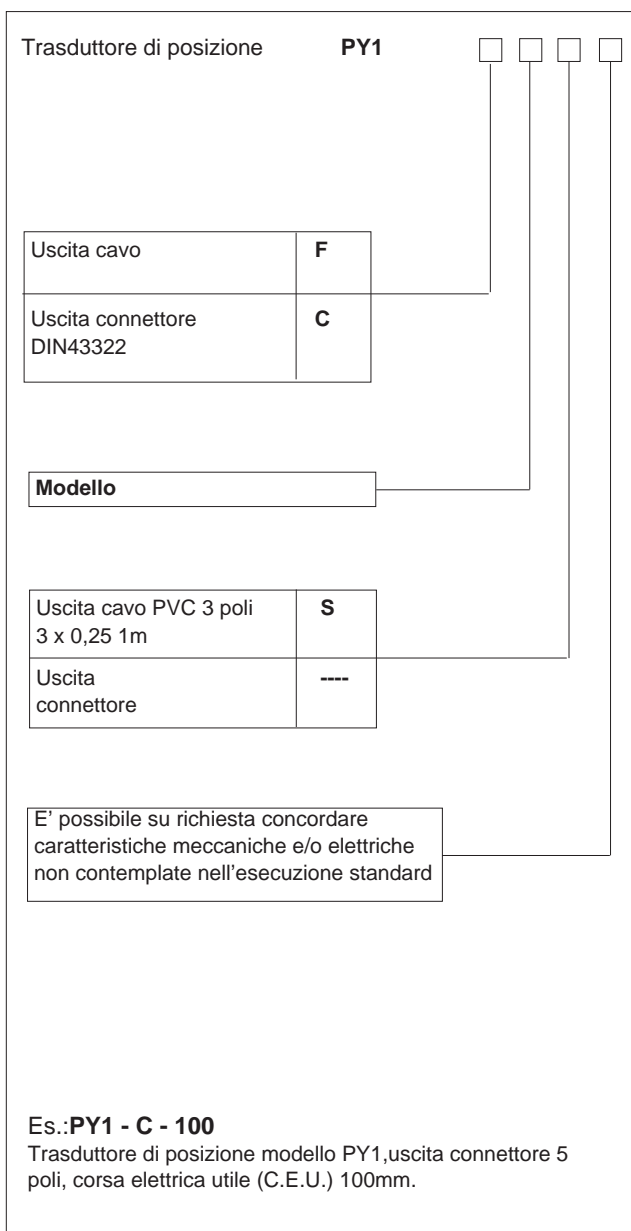 Trasduttore di posizione PY1
Uscita cavo F
Uscita connettore C
DIN43322
Modello
Uscita cavo PVC 3 poli S
3 x 0,25 1m
Uscita ----
connettore
E' possibile su richiesta concordare
caratteristiche meccaniche e/o elettriche
non contemplate nell'esecuzione standard
Es.:PY1 - C - 100
Trasduttore di posizione modello PY1,uscita connettore 5
poli, corsa elettrica utile (C.E.U.) 100mm.